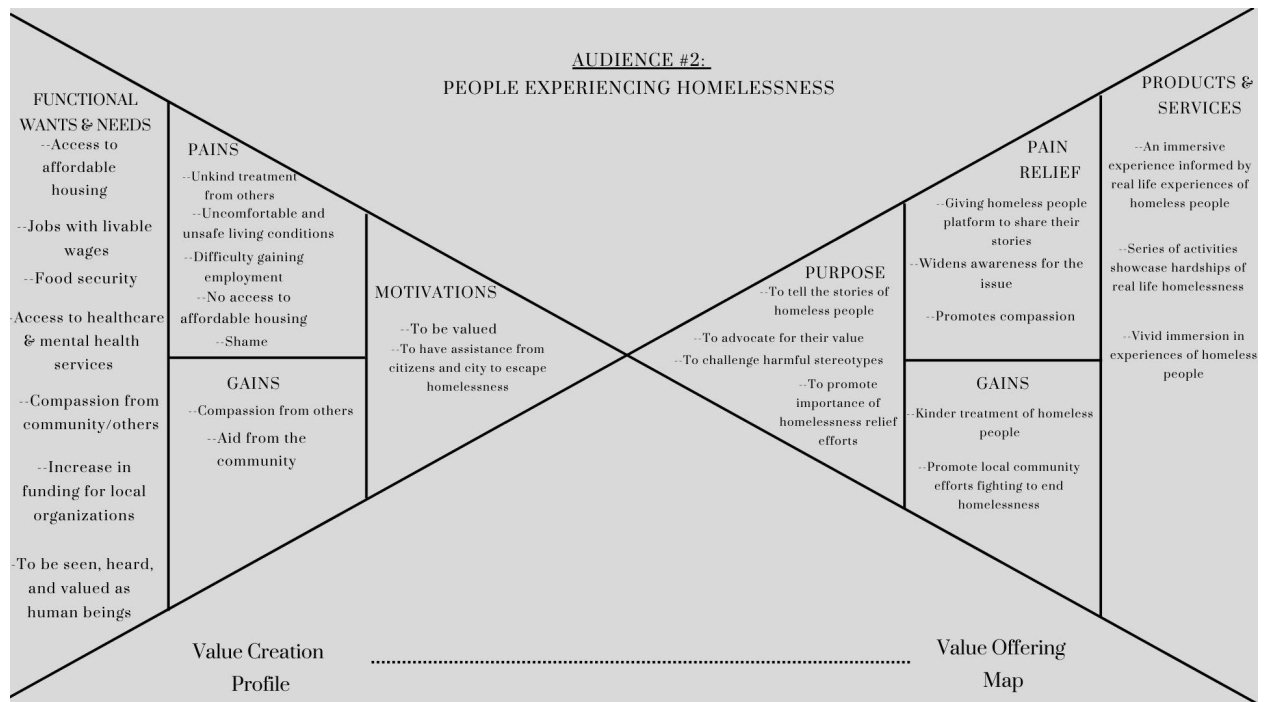 AUDIENCE #2:
PEOPLE EXPERIENCING HOMELESSNESS
FUNCTIONAL
WANTS & NEEDS
--Access to
affordable
housing
--Jobs with livable
wages
--Food security
-Access to healthcare
& mental health
services
--Compassion from
community/others
--Increase in
funding for local
organizations
-To be seen, heard,
and valued as
human beings
PAINS
--Unkind treatment
from others
--Uncomfortable and
unsafe living conditions
--Difficulty gaining
employment
--No access to
affordable housing
--Shame
GAINS
--Compassion from others
--Aid from the
community
MOTIVATIONS
--To be valued
--To have assistance from
citizens and city to escape
homelessness
PURPOSE
--To tell the stories of
homeless people
--To advocate for their value
--To challenge harmful stereotypes
--To promote
importance of
homelessness relief
efforts
PAIN
RELIEF
--Giving homeless people
platform to share their
stories
--Widens awareness for the
issue
--Promotes compassion
GAINS
--Kinder treatment of homeless
people
--Promote local community
efforts fighting to end
homelessness
PRODUCTS &
SERVICES
--An immersive
experience informed by
real life experiences of
homeless people
--Series of activities
showcase hardships of
real life homelessness
--Vivid immersion in
experiences of homeless
people
Value Creation
Profile
Value Offering
Map